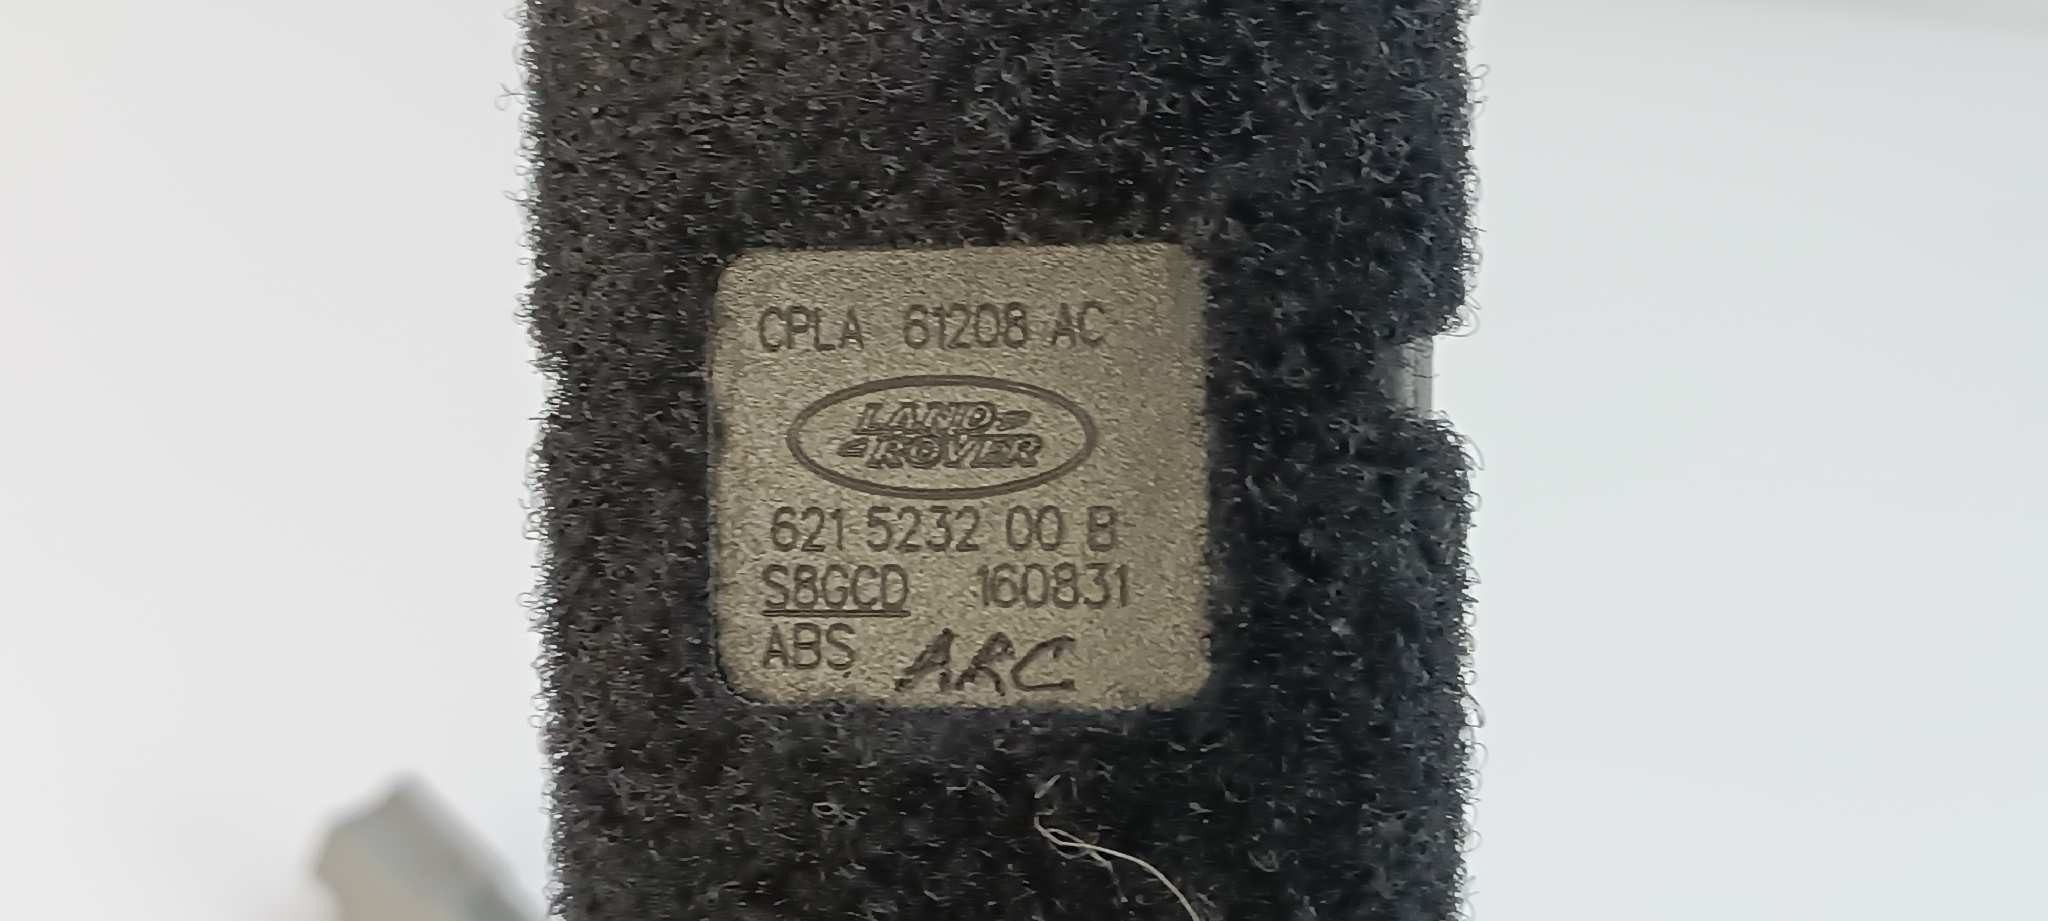 CPLA 61208 AC
LAND
ROVER
621 5232 00 B
S8GCD 160831
ABS ARC